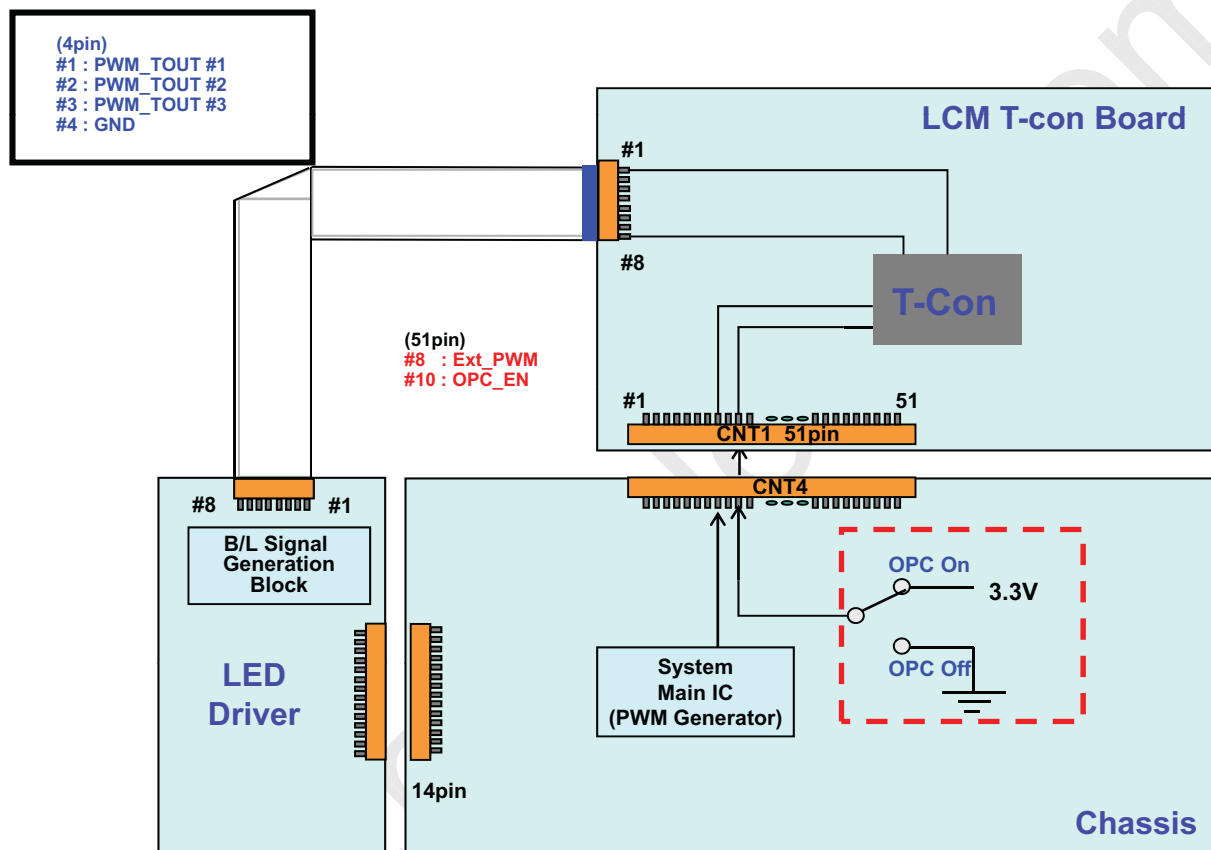 (4pin)
#1 : PWM_TOUT #1
#2 : PWM_TOUT #2
#3 : PWM_TOUT #3
#4 : GND
LCM T-con Board
#1
#8
T-Con
(51pin)
#8 : Ext_PWM
#10 : OPC_EN
#1
51
CNT1 51pin
CNT4
#8
#1
B/L Signal
Generation
Block
OPC On
3.3V
OPC Off
System
Main IC
(PWM Generator)
LED
Driver
14pin
Chassis